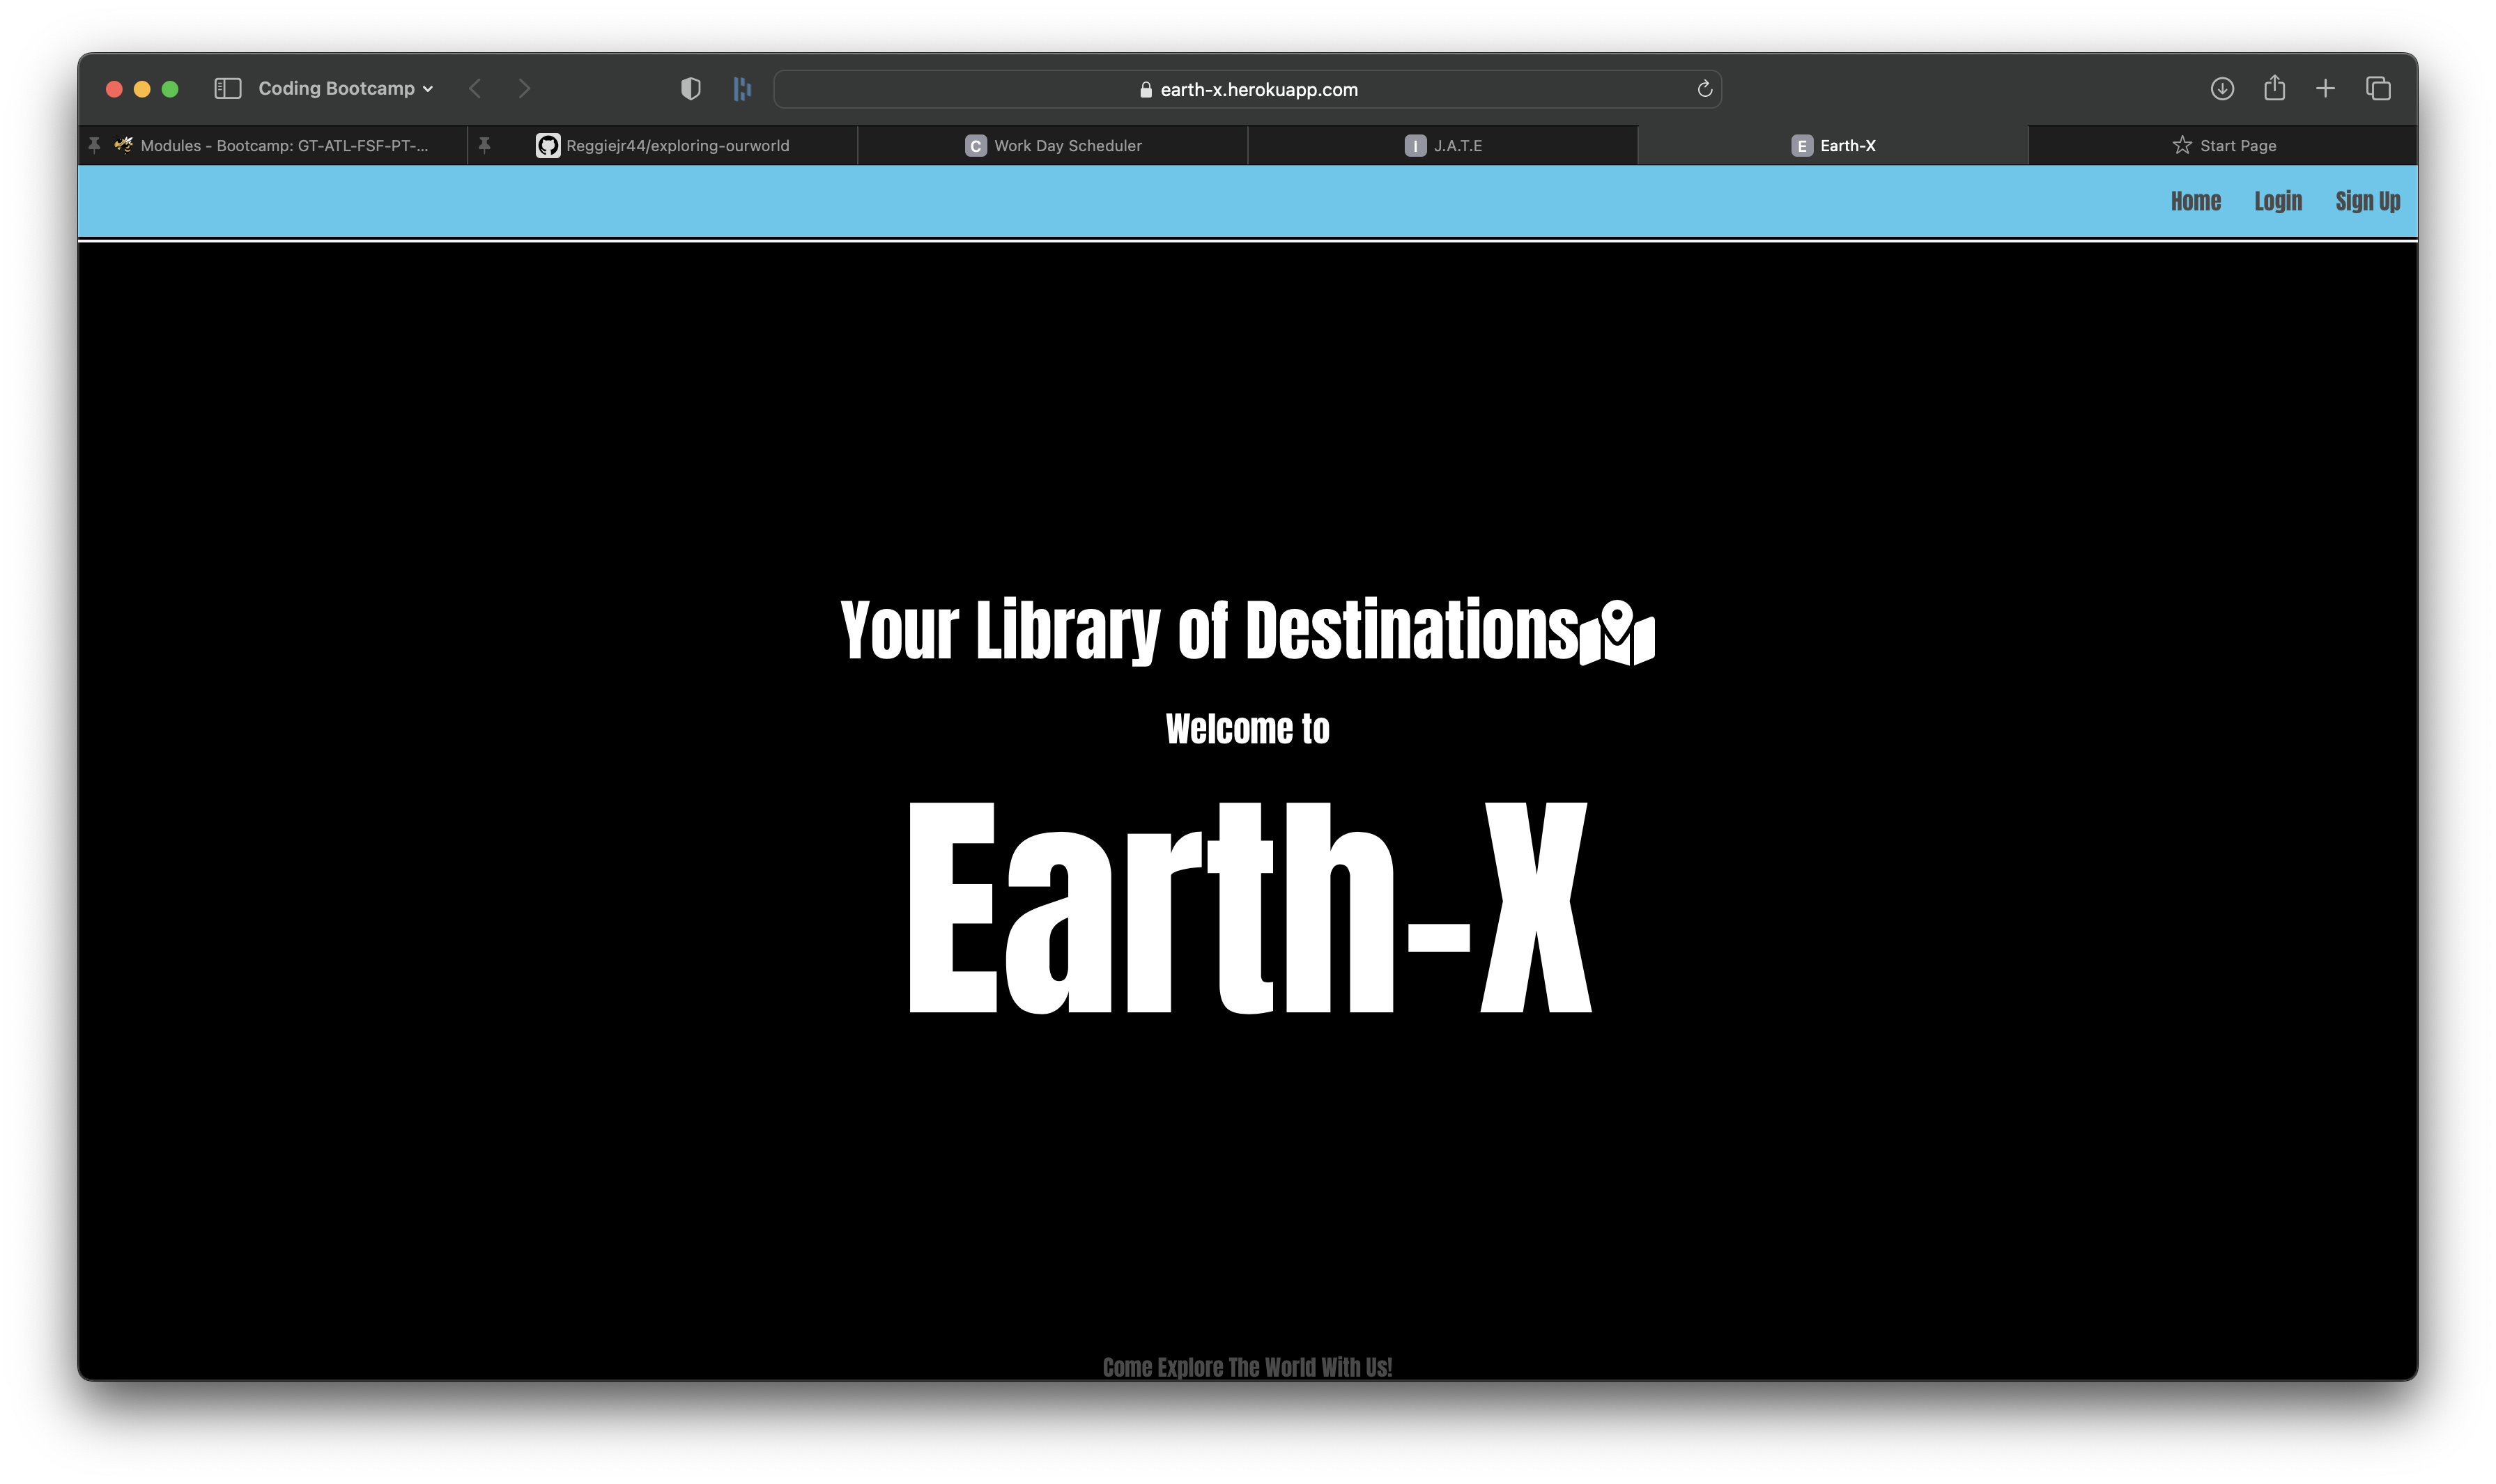 Coding Bootcamp
earth-x.herokuapp.com
Modules - Bootcamp: GT-ATL-FSF-PT-...
Reggiejr44/exploring-ourworld
C Work Day Scheduler
I J.A.T.E
E Earth-X
Start Page
Home Login Sign Up
Your Library of Destinations
Welcome to
Earth-X
Come Explore The World With Us!